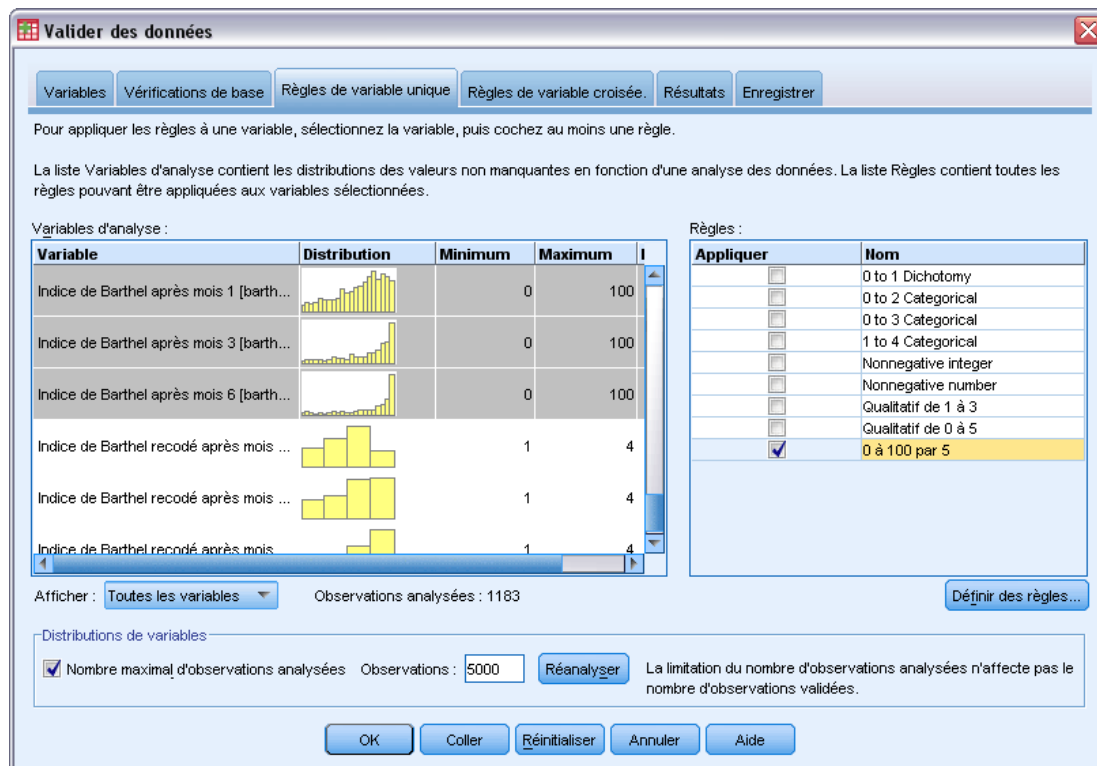 Valider des données
Variables
Vérifications de base
Règles de variable unique
Règles de variable croisée.
Résultats
Enregistrer
Pour appliquer les règles à une variable, sélectionnez la variable, puis cochez au moins une règle.
La liste Variables d'analyse contient les distributions des valeurs non manquantes en fonction d'une analyse des données. La liste Règles contient toutes les
règles pouvant être appliquées aux variables sélectionnées.
Variables d'analyse :
Variable Distribution Minimum Maximum
Indice de Barthel après mois 1 [barth... 0 100
Indice de Barthel après mois 3 [barth... 0 100
Indice de Barthel après mois 6 [barth... 0 100
Indice de Barthel recodé après mois ... 1 4
Indice de Barthel recodé après mois ... 1 4
Indice de Barthel recodé après mois 1 4
Règles :
Appliquer Nom
0 to 1 Dichotomy
0 to 2 Categorical
0 to 3 Categorical
1 to 4 Categorical
Nonnegative integer
Nonnegative number
Qualitatif de 1 à 3
Qualitatif de 0 à 5
0 à 100 par 5
Afficher : Toutes les variables
Observations analysées : 1183
Définir des règles...
Distributions de variables
Nombre maximal d'observations analysées Observations : 5000 Réanalyser
La limitation du nombre d'observations analysées n'affecte pas le
nombre d'observations validées.
OK
Coller
Réinitialiser
Annuler
Aide